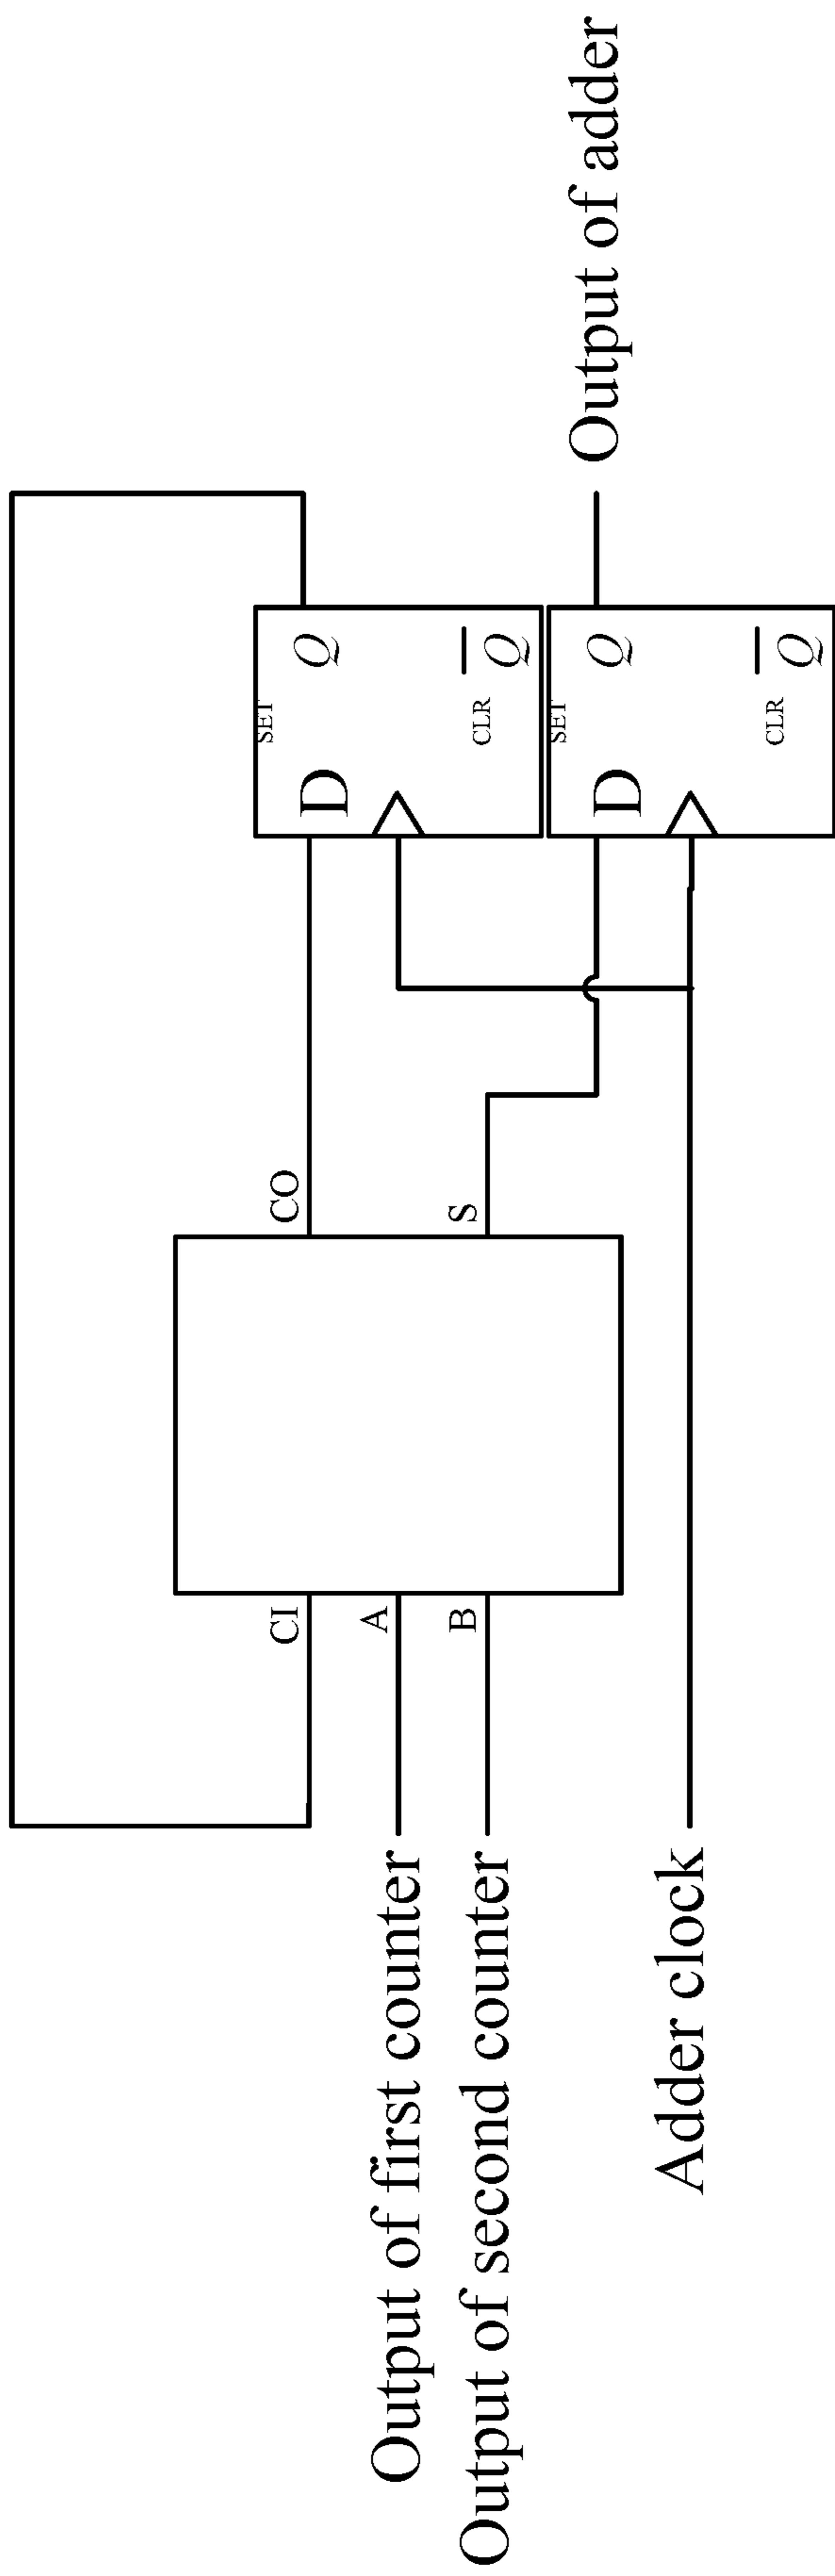 CI
A
B
CO
S
SET
D
Q
CLR
Q
SET
D
Q
CLR
Q
Output of first counter
Output of second counter
Adder clock
Output of adder